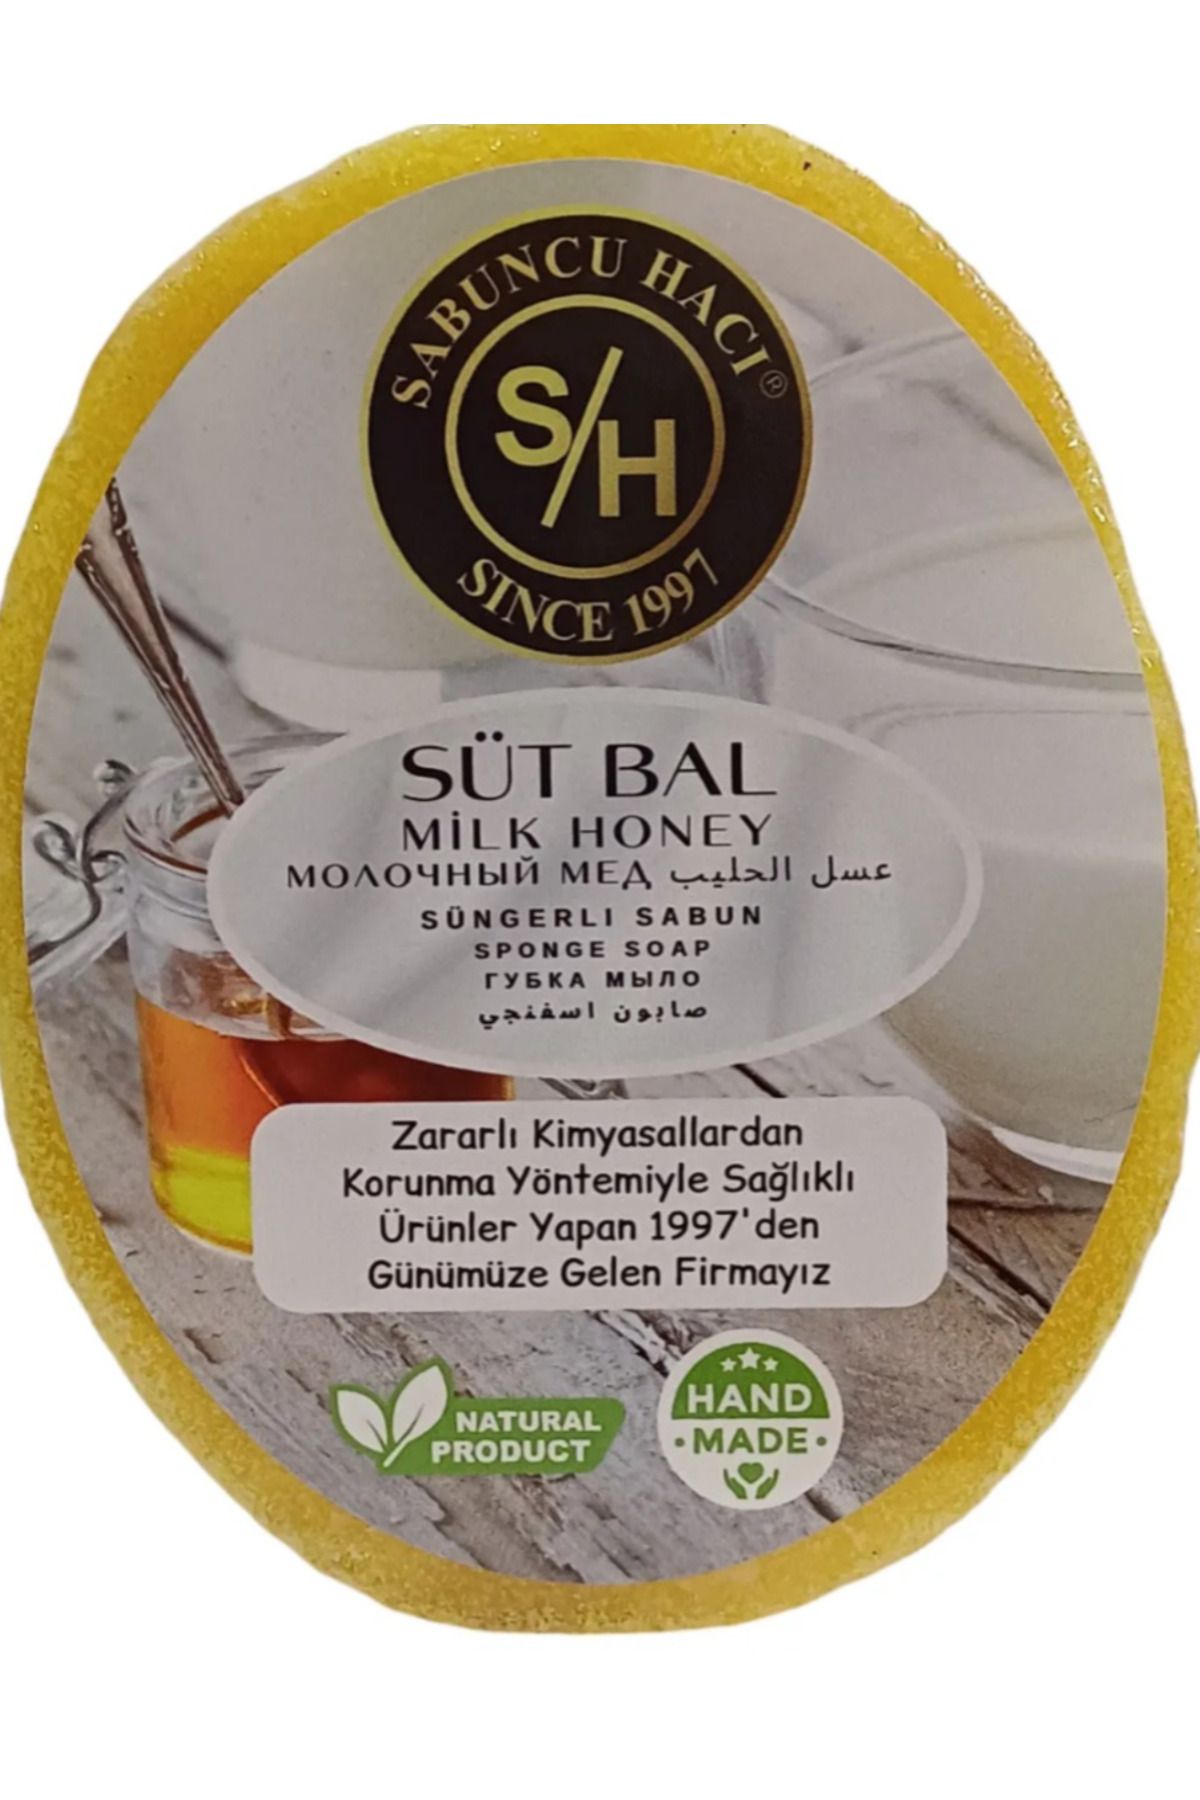 SABUNCU HACI®
S/H
SINCE 1997
SÜT BAL
MİLK HONEY
МОЛОЧНЫЙ МЕД عسل الحليب
SÜNGERLI SABUN
SPONGE SOAP
ГУБКА МЫЛО
صابون اسفنجي
Zararlı Kimyasallardan
Korunma Yöntemiyle Sağlıklı
Ürünler Yapan 1997'den
Günümüze Gelen Firmayız
NATURAL
PRODUCT
HAND
• MADE •